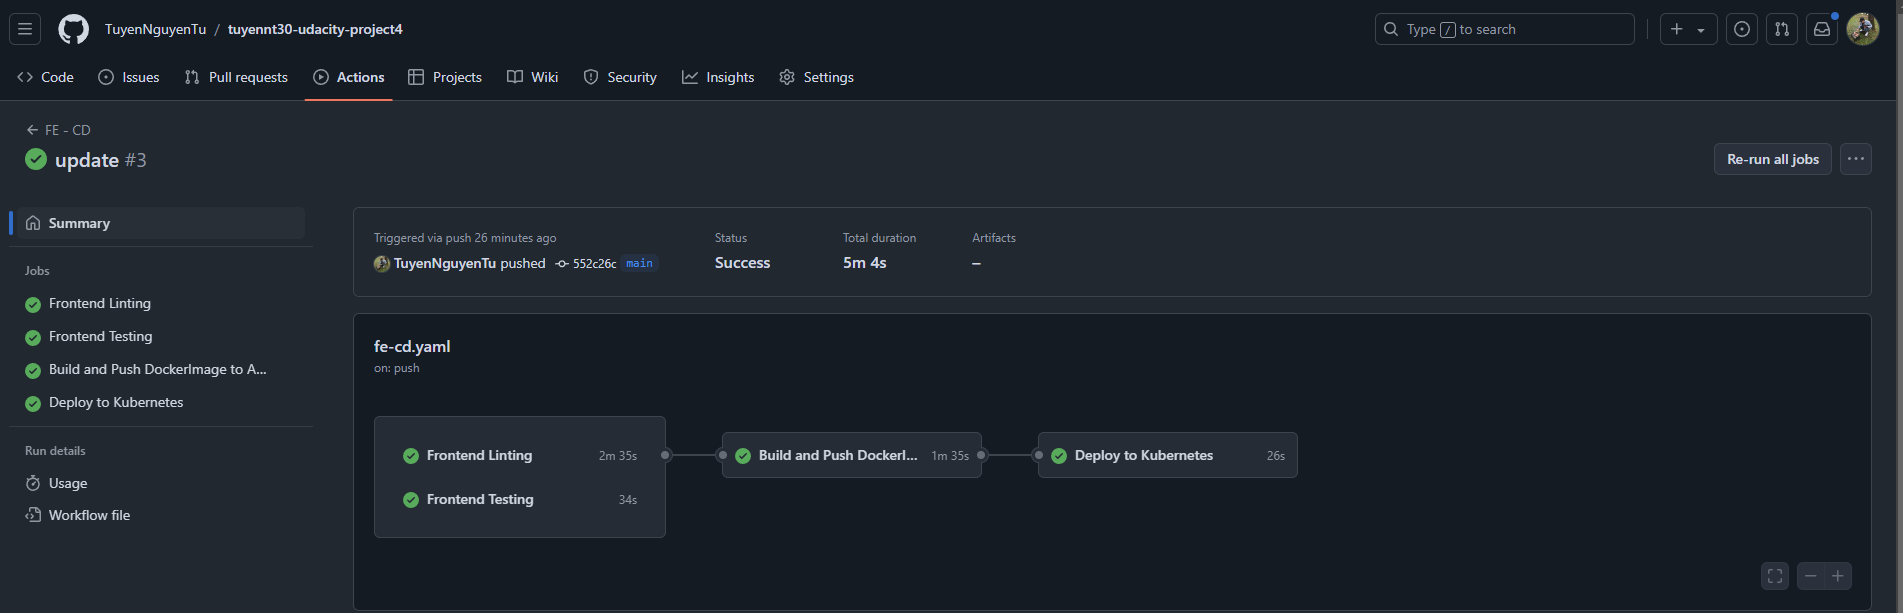 TuyenNguyenTu / tuyennt30-udacity-project4
Type / to search
Code Issues Pull requests Actions Projects Wiki Security Insights Settings
← FE - CD
update #3
Re-run all jobs
Summary
Jobs
Frontend Linting
Frontend Testing
Build and Push DockerImage to A...
Deploy to Kubernetes
Run details
Usage
Workflow file
Triggered via push 26 minutes ago
TuyenNguyenTu pushed 552c26c main
Status
Success
Total duration
5m 4s
Artifacts
–
fe-cd.yaml
on: push
Frontend Linting 2m 35s
Frontend Testing 34s
Build and Push DockerI... 1m 35s
Deploy to Kubernetes 26s